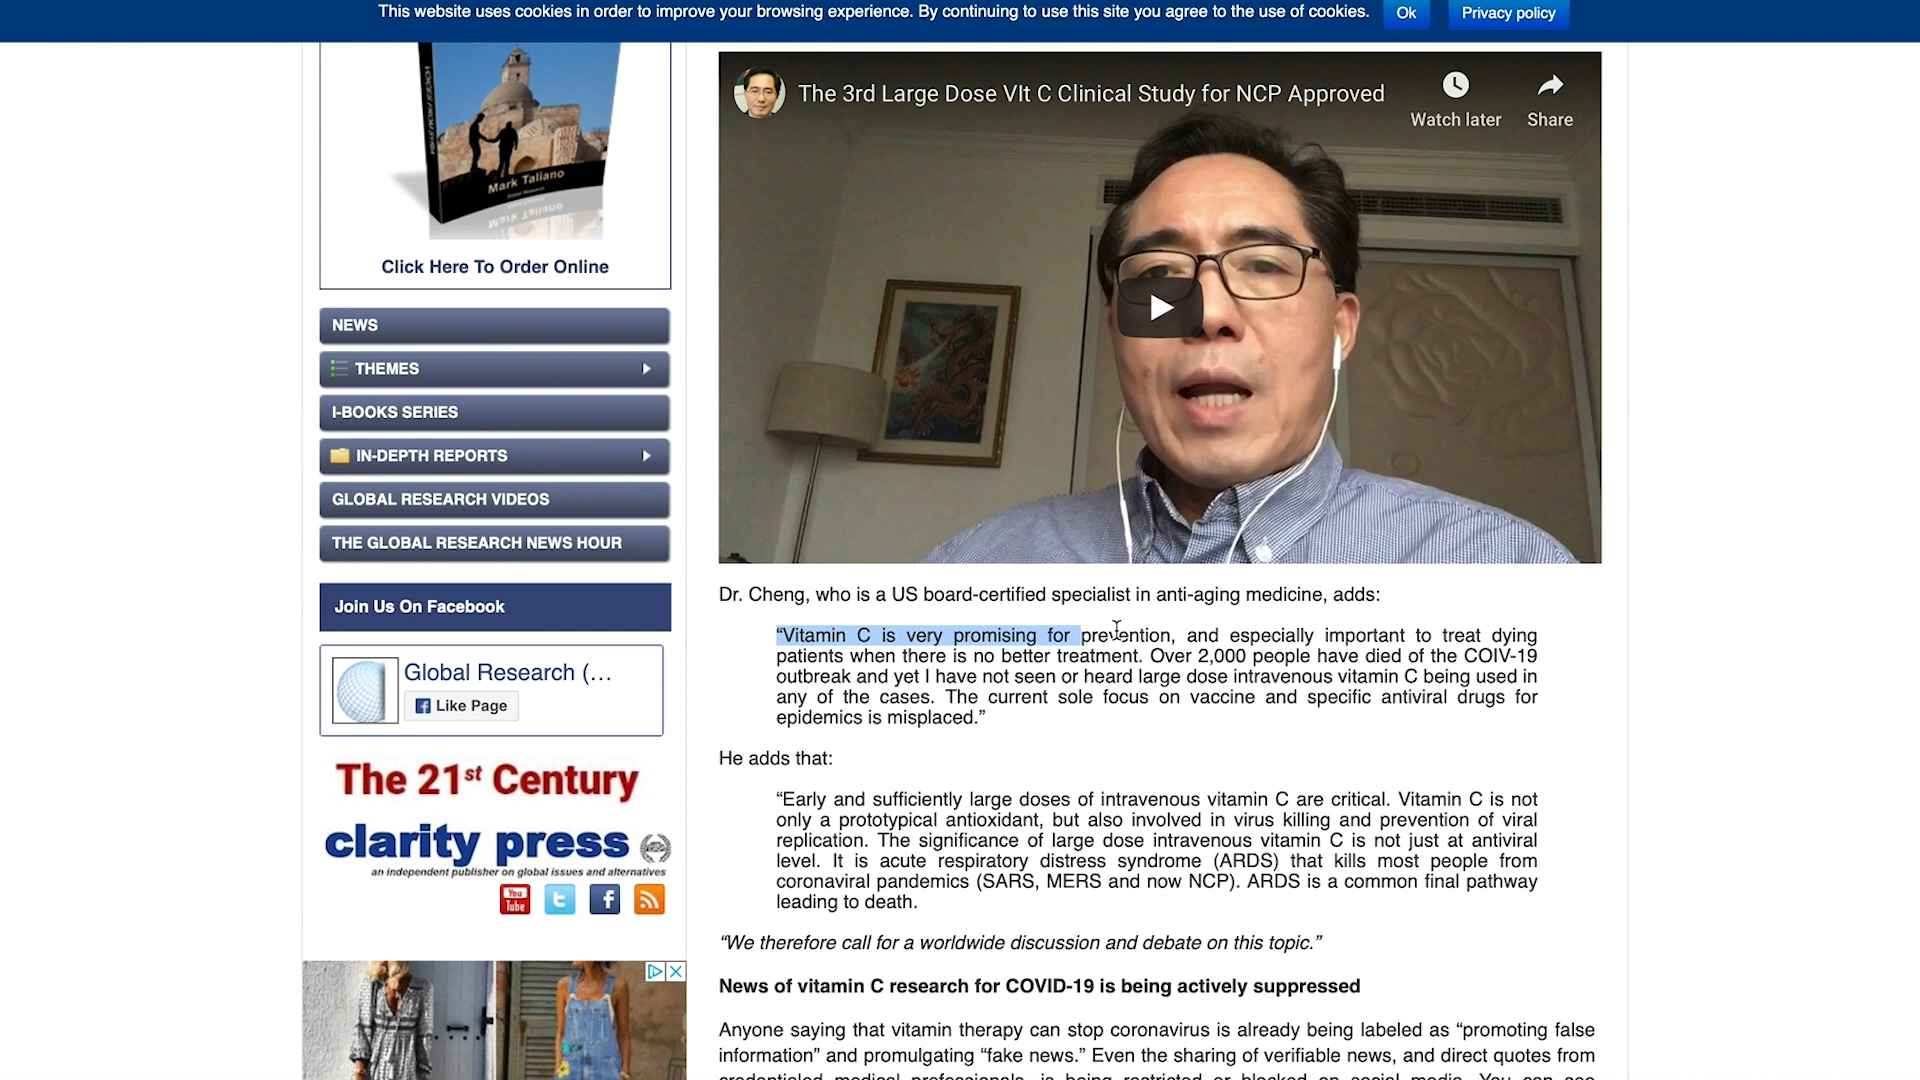 This website uses cookies in order to improve your browsing experience. By continuing to use this site you agree to the use of cookies.
Ok
Privacy policy
Mark Taliano
Click Here To Order Online
NEWS
THEMES
I-BOOKS SERIES
IN-DEPTH REPORTS
GLOBAL RESEARCH VIDEOS
THE GLOBAL RESEARCH NEWS HOUR
Join Us On Facebook
Global Research (...
Like Page
The 21st Century
clarity press
an independent publisher on global issues and alternatives
You
Tube
The 3rd Large Dose VIt C Clinical Study for NCP Approved
Watch later
Share
Dr. Cheng, who is a US board-certified specialist in anti-aging medicine, adds:
“Vitamin C is very promising for prevention, and especially important to treat dying
patients when there is no better treatment. Over 2,000 people have died of the COIV-19
outbreak and yet I have not seen or heard large dose intravenous vitamin C being used in
any of the cases. The current sole focus on vaccine and specific antiviral drugs for
epidemics is misplaced.”
He adds that:
“Early and sufficiently large doses of intravenous vitamin C are critical. Vitamin C is not
only a prototypical antioxidant, but also involved in virus killing and prevention of viral
replication. The significance of large dose intravenous vitamin C is not just at antiviral
level. It is acute respiratory distress syndrome (ARDS) that kills most people from
coronaviral pandemics (SARS, MERS and now NCP). ARDS is a common final pathway
leading to death.
“We therefore call for a worldwide discussion and debate on this topic.”
News of vitamin C research for COVID-19 is being actively suppressed
Anyone saying that vitamin therapy can stop coronavirus is already being labeled as “promoting false
information” and promulgating “fake news.” Even the sharing of verifiable news, and direct quotes from
credentialed medical professionals, is being restricted or blocked on social media. You can see